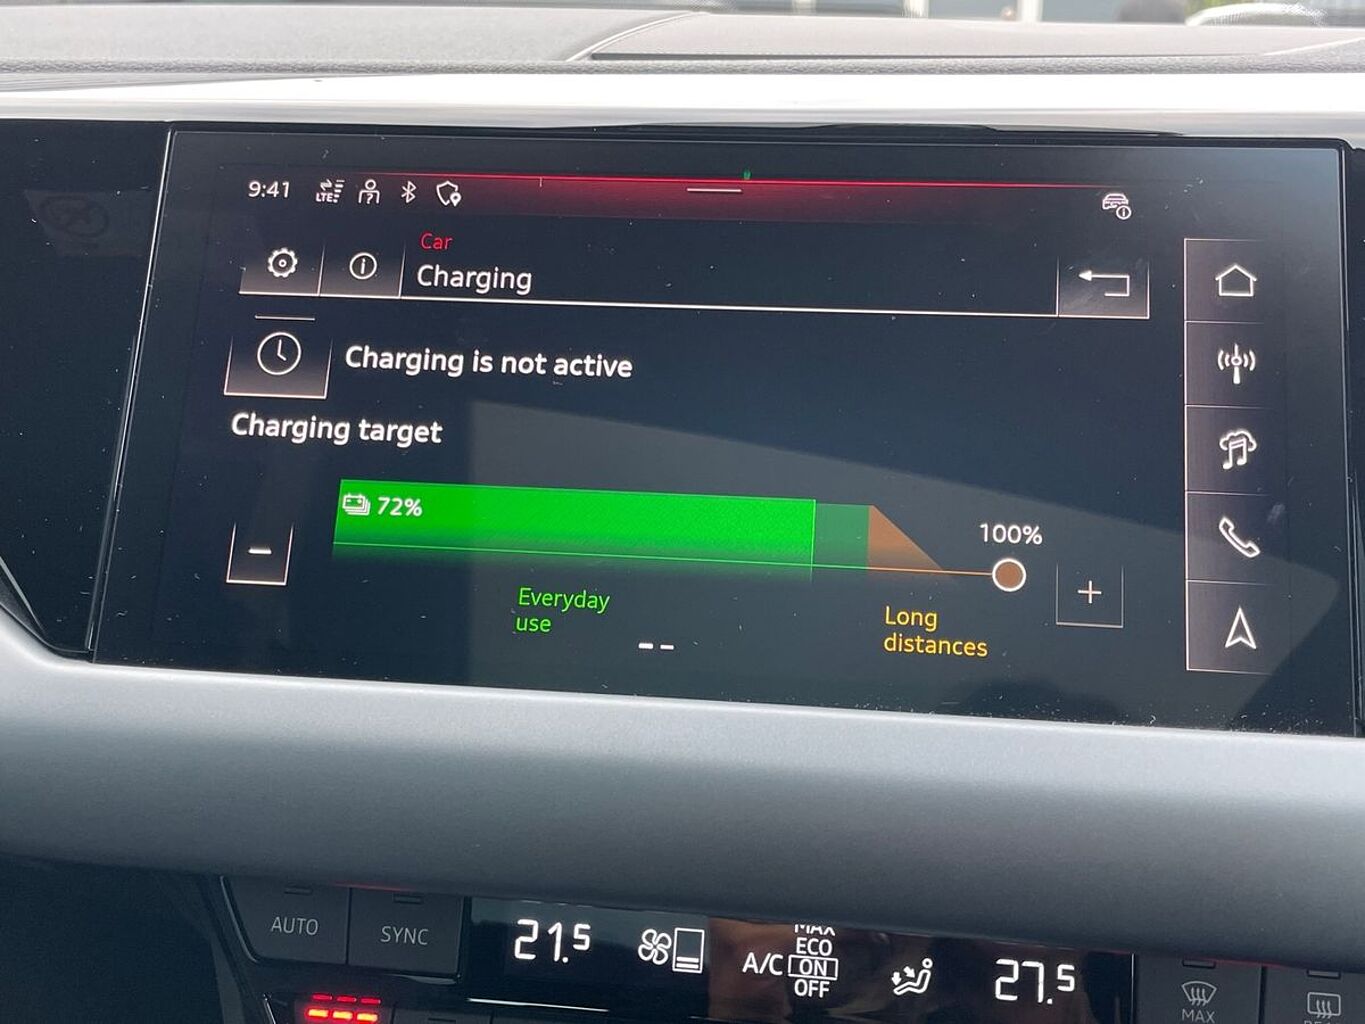 9:41
LTE
Car
Charging
Charging is not active
Charging target
72%
100%
Everyday
use
--
Long
distances
AUTO
SYNC
21.5
A/C
MAX
ECO
ON
OFF
27.5
MAX